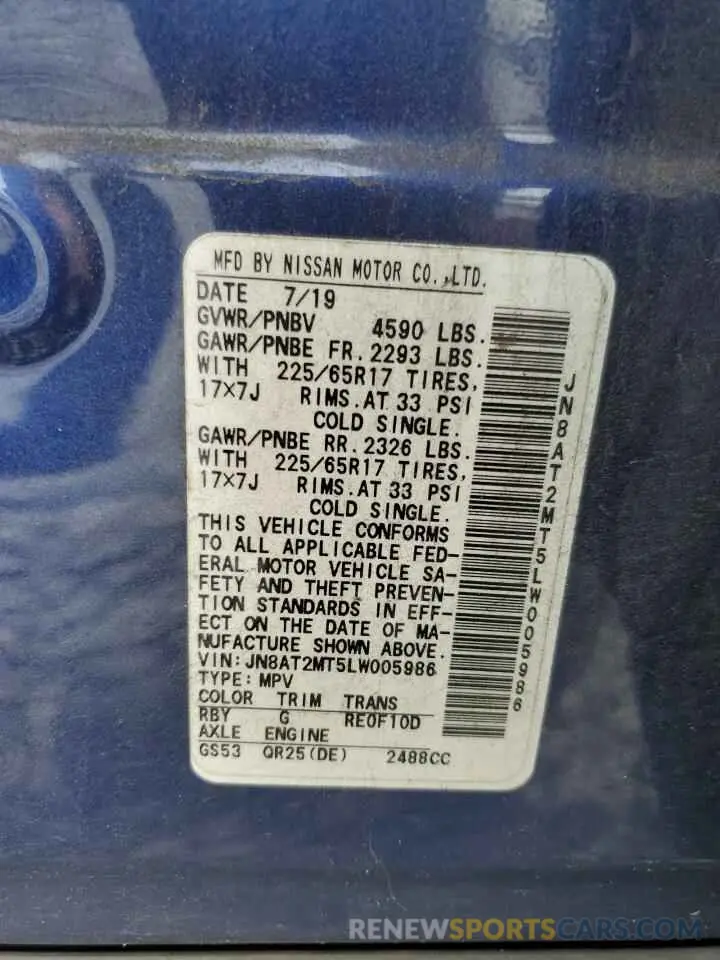 MFD BY NISSAN MOTOR CO.,LTD.
DATE 7/19
GVWR/PNBV 4590 LBS.
GAWR/PNBE FR. 2293 LBS.
WITH 225/65R17 TIRES,
17×7J RIMS.AT 33 PSI
COLD SINGLE.
GAWR/PNBE RR. 2326 LBS.
WITH 225/65R17 TIRES,
17×7J RIMS.AT 33 PSI
COLD SINGLE.
THIS VEHICLE CONFORMS
TO ALL APPLICABLE FED-
ERAL MOTOR VEHICLE SA-
FETY AND THEFT PREVEN-
TION STANDARDS IN EFF-
ECT ON THE DATE OF MA-
NUFACTURE SHOWN ABOVE.
VIN:JN8AT2MT5LW005986
TYPE:MPV
COLOR TRIM TRANS
RBY G RE0F10D
AXLE ENGINE
GS53 QR25(DE) 2488CC
JN8AT2MT5LW005986
RENEWSPORTSCARS.COM